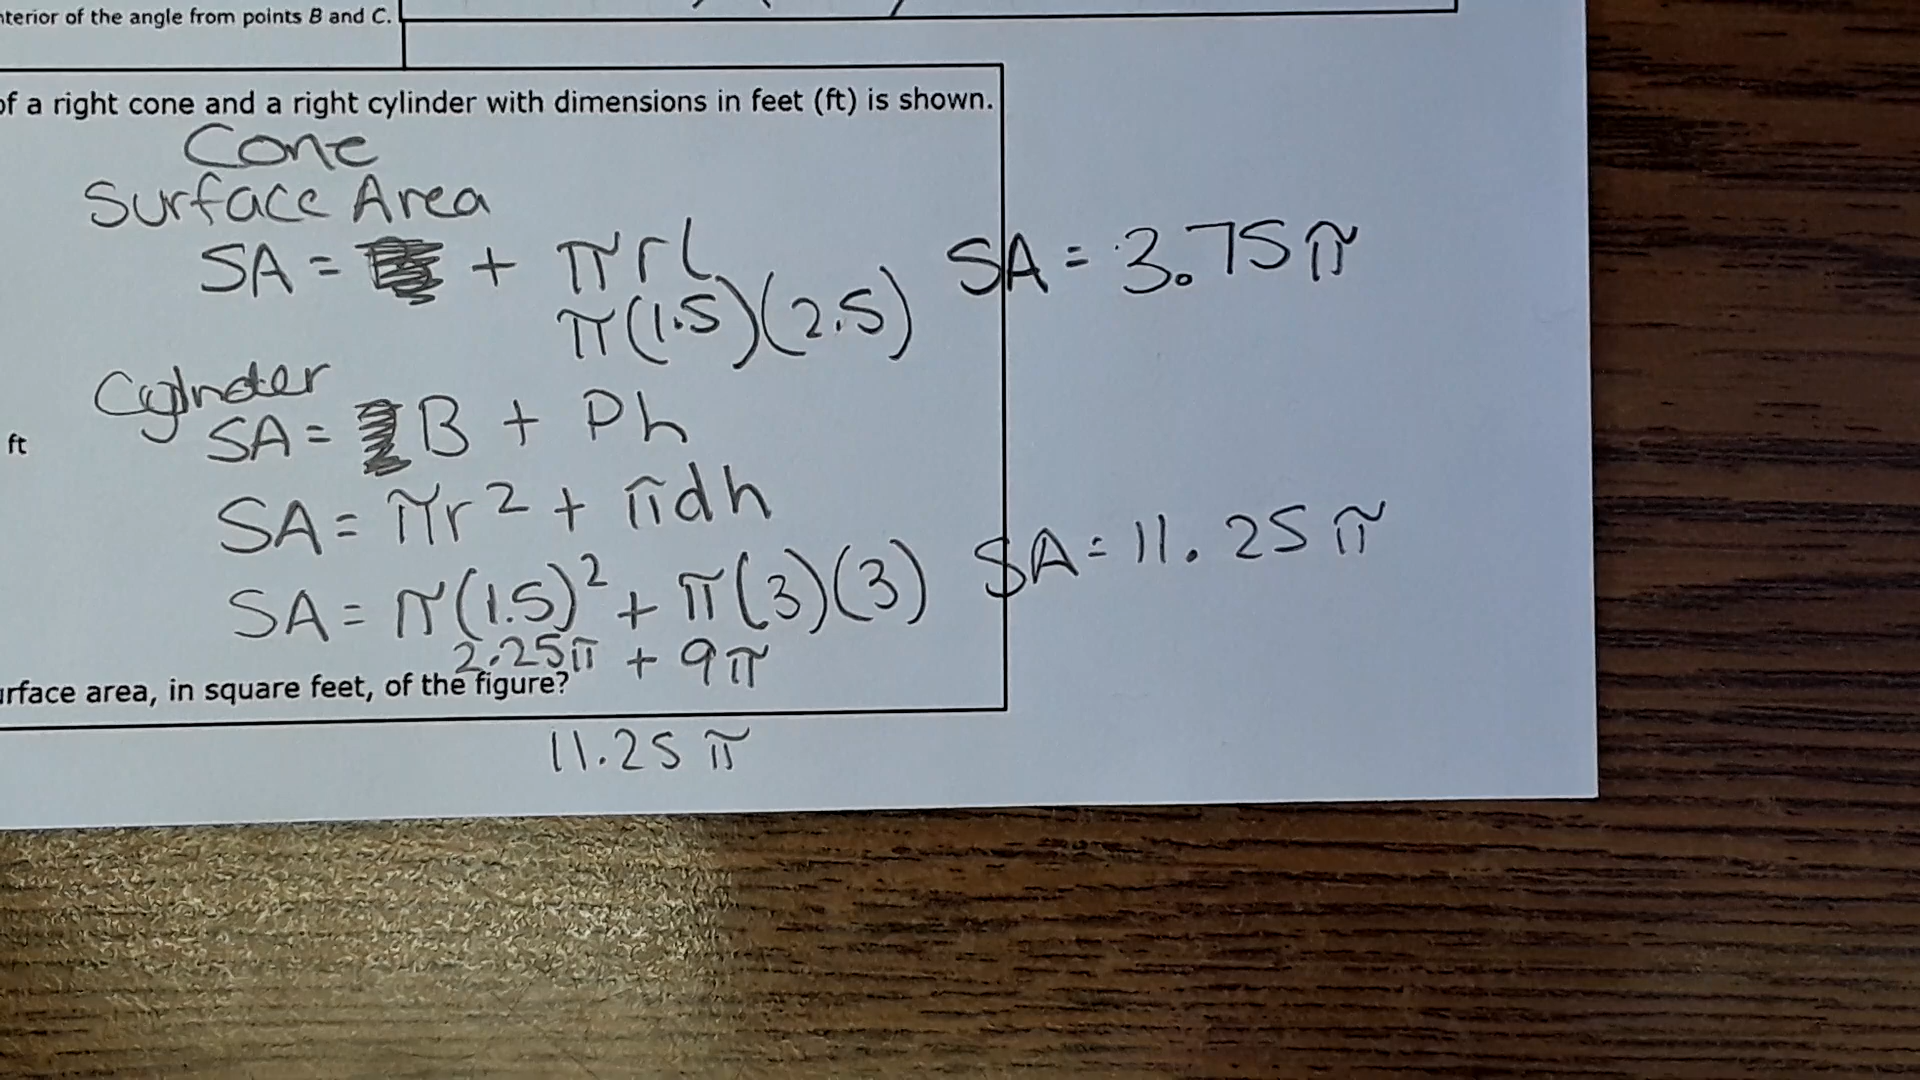 nterior of the angle from points B and C.
of a right cone and a right cylinder with dimensions in feet (ft) is shown.
Cone
Surface Area
SA = + πrl
π(1.5)(2.5)
SA = 3.75π
Cylinder
SA = B + Ph
ft
SA = πr² + πdh
SA = π(1.5)² + π(3)(3)
SA = 11.25π
2.25π + 9π
urface area, in square feet, of the figure?
11.25π